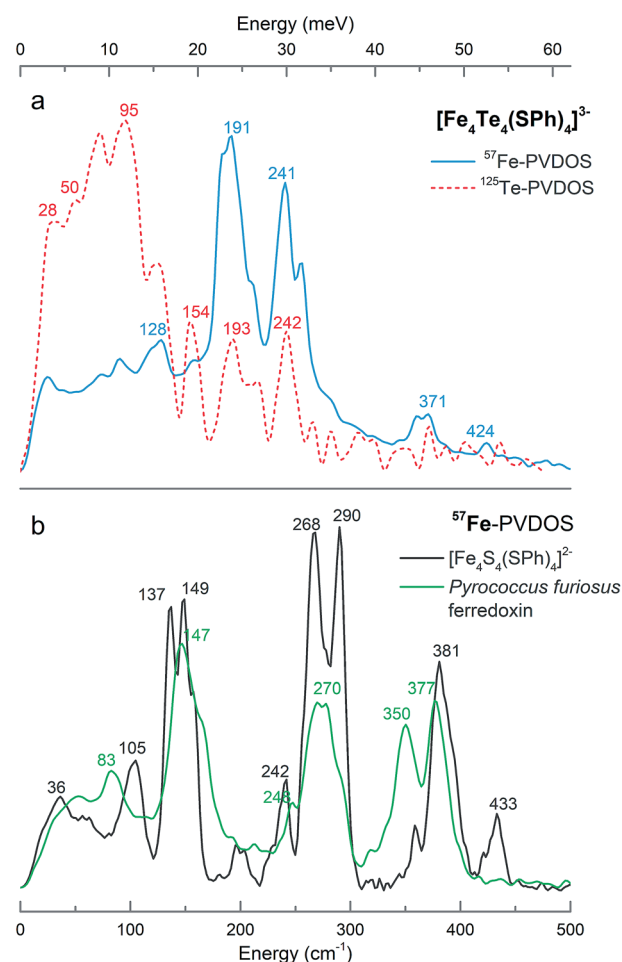 Energy (meV)
0 10 20 30 40 50 60
a
[Fe₄Te₄(SPh)₄]³⁻
⁵⁷Fe-PVDOS
¹²⁵Te-PVDOS
95
191
241
50
28
154
193
242
128
371
424
b
⁵⁷Fe-PVDOS
[Fe₄S₄(SPh)₄]²⁻
Pyrococcus furiosus
ferredoxin
268
290
137
149
147
381
270
377
350
83
105
36
242
248
433
0 100 200 300 400 500
Energy (cm⁻¹)